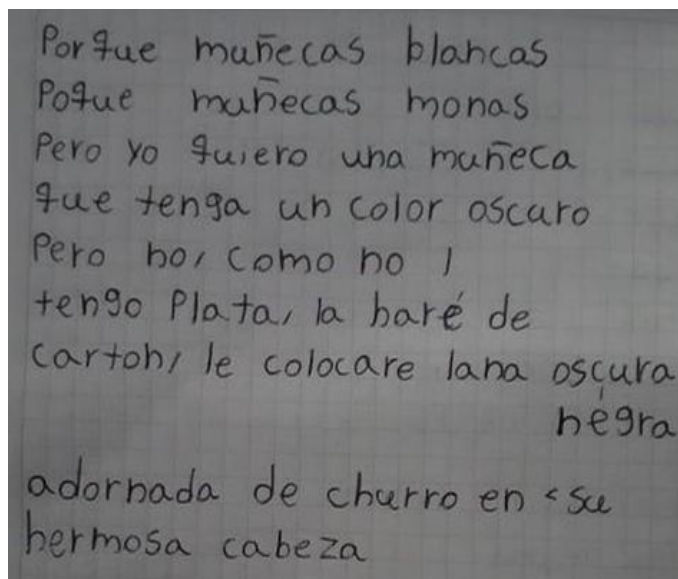 Porque muñecas blancas
Poque muñecas monas
Pero yo quiero una muñeca
que tenga un color oscuro
Pero no, como no
tengo Plata, la haré de
carton, le colocare lana oscura
negra
adornada de churro en su
hermosa cabeza